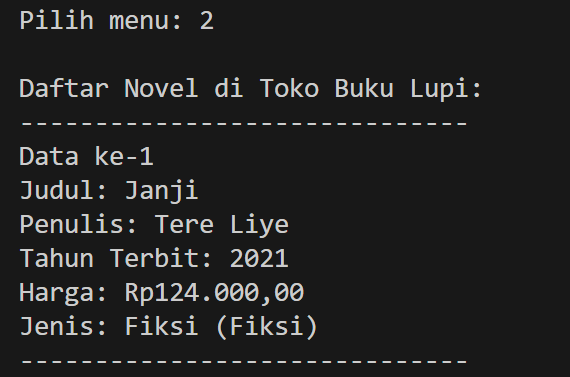 Pilih menu: 2
Daftar Novel di Toko Buku Lupi:
------------------------------
Data ke-1
Judul: Janji
Penulis: Tere Liye
Tahun Terbit: 2021
Harga: Rp124.000,00
Jenis: Fiksi (Fiksi)
------------------------------